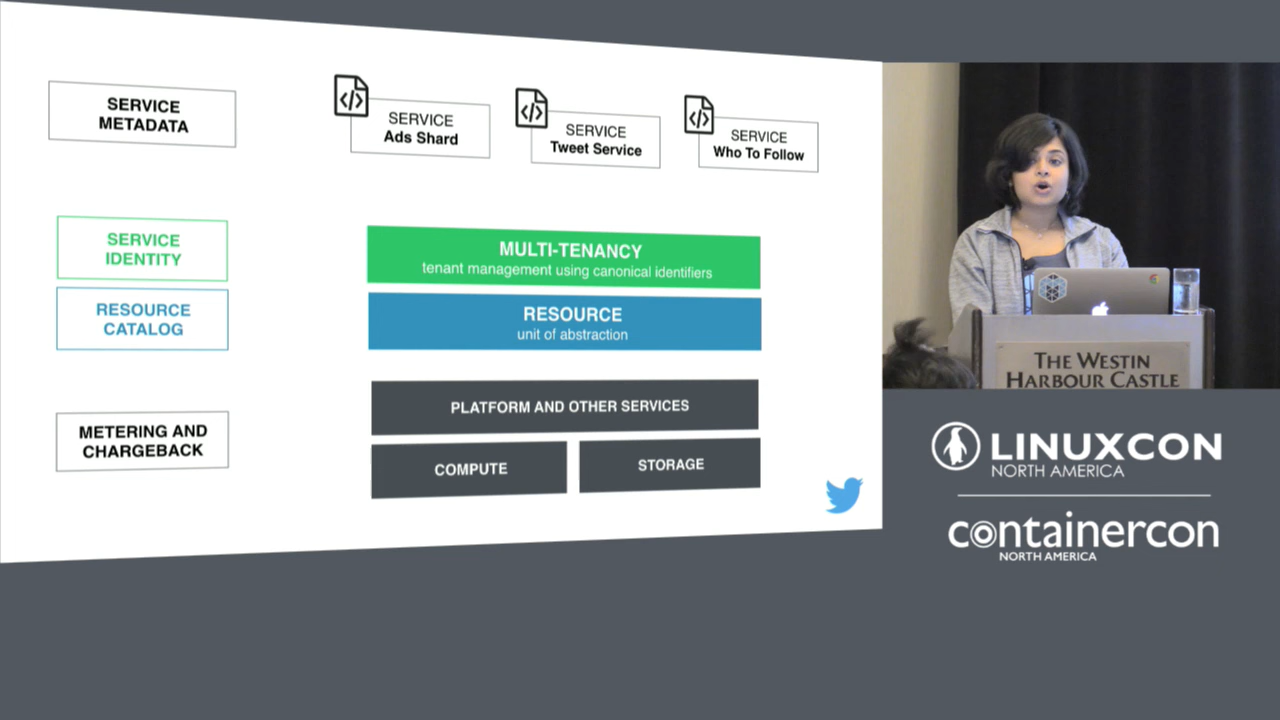 SERVICE
METADATA
SERVICE
Ads Shard
SERVICE
Tweet Service
SERVICE
Who To Follow
SERVICE
IDENTITY
MULTI-TENANCY
tenant management using canonical identifiers
RESOURCE
CATALOG
RESOURCE
unit of abstraction
METERING AND
CHARGEBACK
PLATFORM AND OTHER SERVICES
COMPUTE
STORAGE
THE WESTIN
HARBOUR CASTLE
LINUXCON
NORTH AMERICA
containercon
NORTH AMERICA